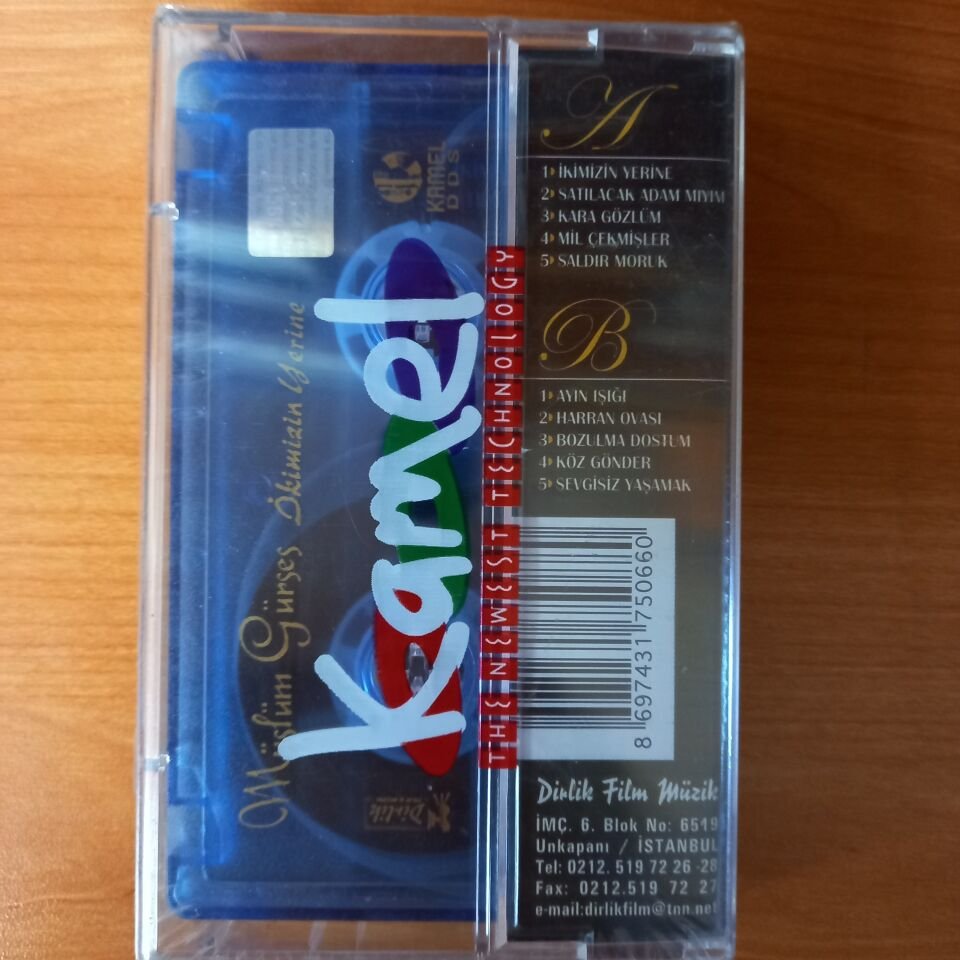 Müslüm Gürses İkimizin Yerine
KAMEL
DDS
Kamel
THE NEWEST TECHNOLOGY
Dirlik
A
1 İKİMİZİN YERİNE
2 SATILACAK ADAM MIYIM
3 KARA GÖZLÜM
4 MİL ÇEKMİŞLER
5 SALDIR MORUK
B
1 AYIN IŞIĞI
2 HARRAN OVASI
3 BOZULMA DOSTUM
4 KÖZ GÖNDER
5 SEVGİSİZ YAŞAMAK
8 697431 750660
Dirlik Film Müzik
İMÇ. 6. Blok No: 6519
Unkapanı / İSTANBUL
Tel: 0212. 519 72 26 -28
Fax: 0212.519 72 27
e-mail:dirlikfilm@tnn.net